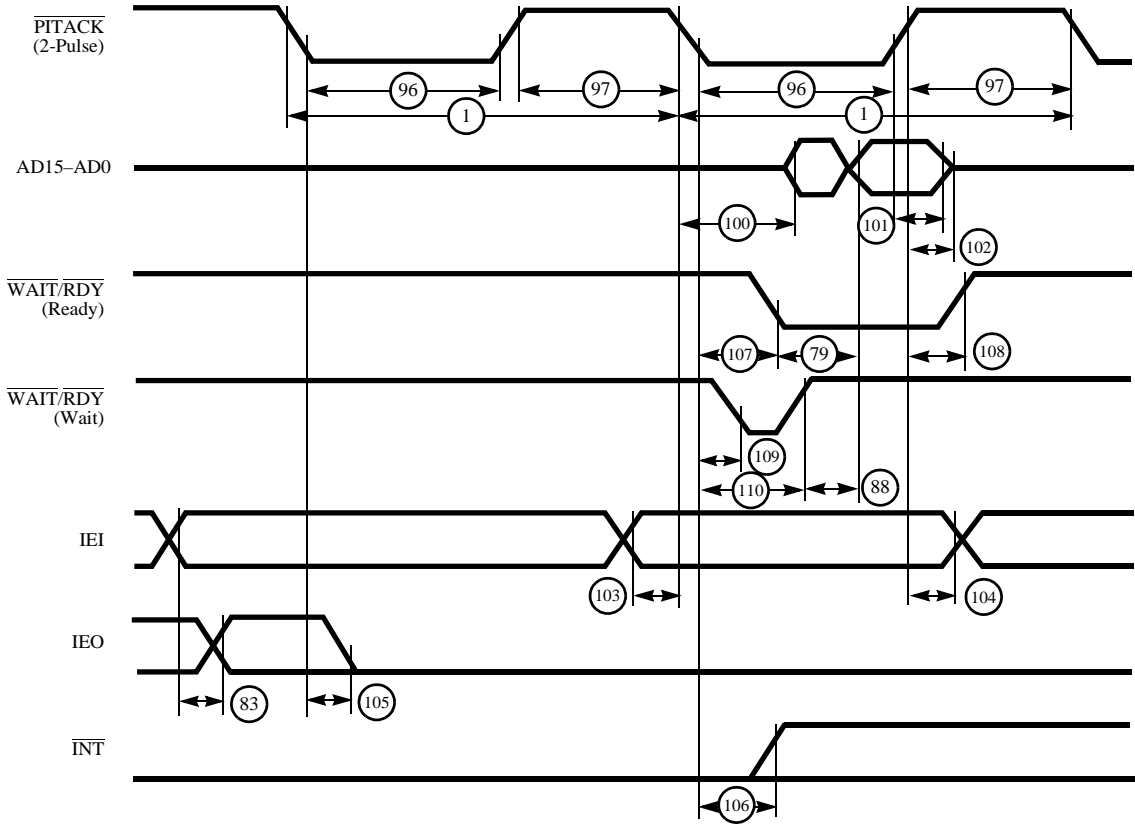 PITACK
(2-Pulse)
96
97
96
97
1
1
AD15–AD0
100
101
102
WAIT/RDY
(Ready)
107
79
108
WAIT/RDY
(Wait)
109
110
88
IEI
103
104
IEO
83
105
INT
106